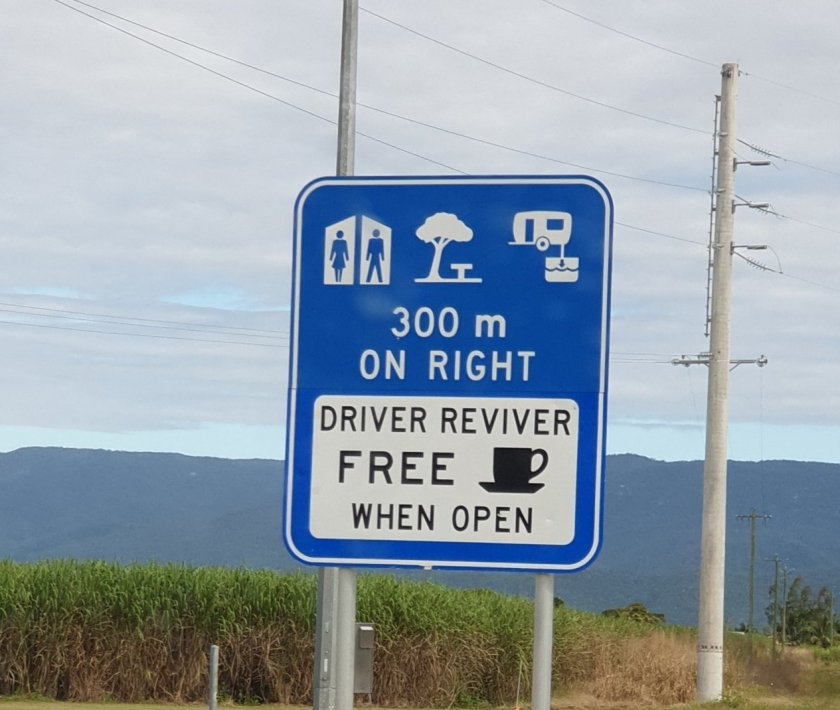 300 m
ON RIGHT
DRIVER REVIVER
FREE
WHEN OPEN